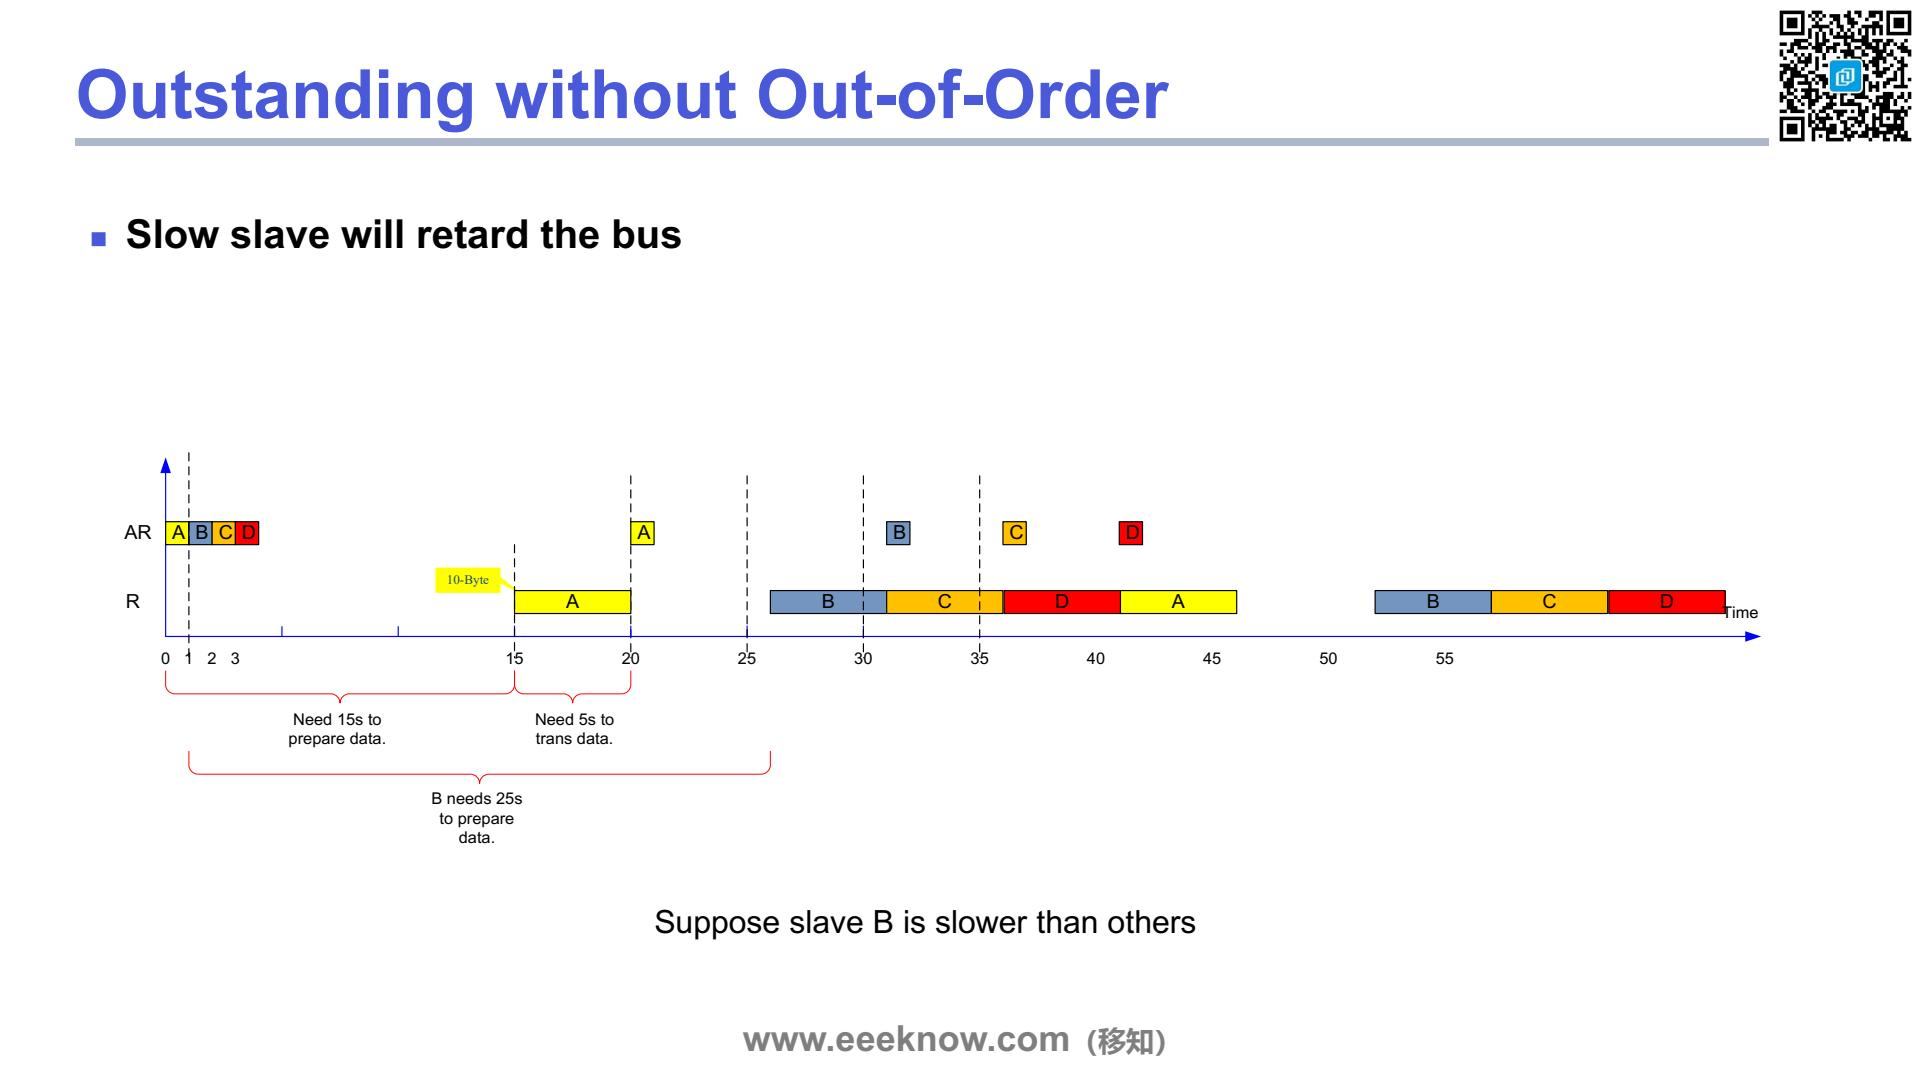 Outstanding without Out-of-Order
Slow slave will retard the bus
AR
A B C D
A
B
C
D
10-Byte
R
A
B
C
D
A
B
C
D
Time
0 1 2 3 15 20 25 30 35 40 45 50 55
Need 15s to
prepare data.
Need 5s to
trans data.
B needs 25s
to prepare
data.
Suppose slave B is slower than others
www.eeeknow.com (移知)